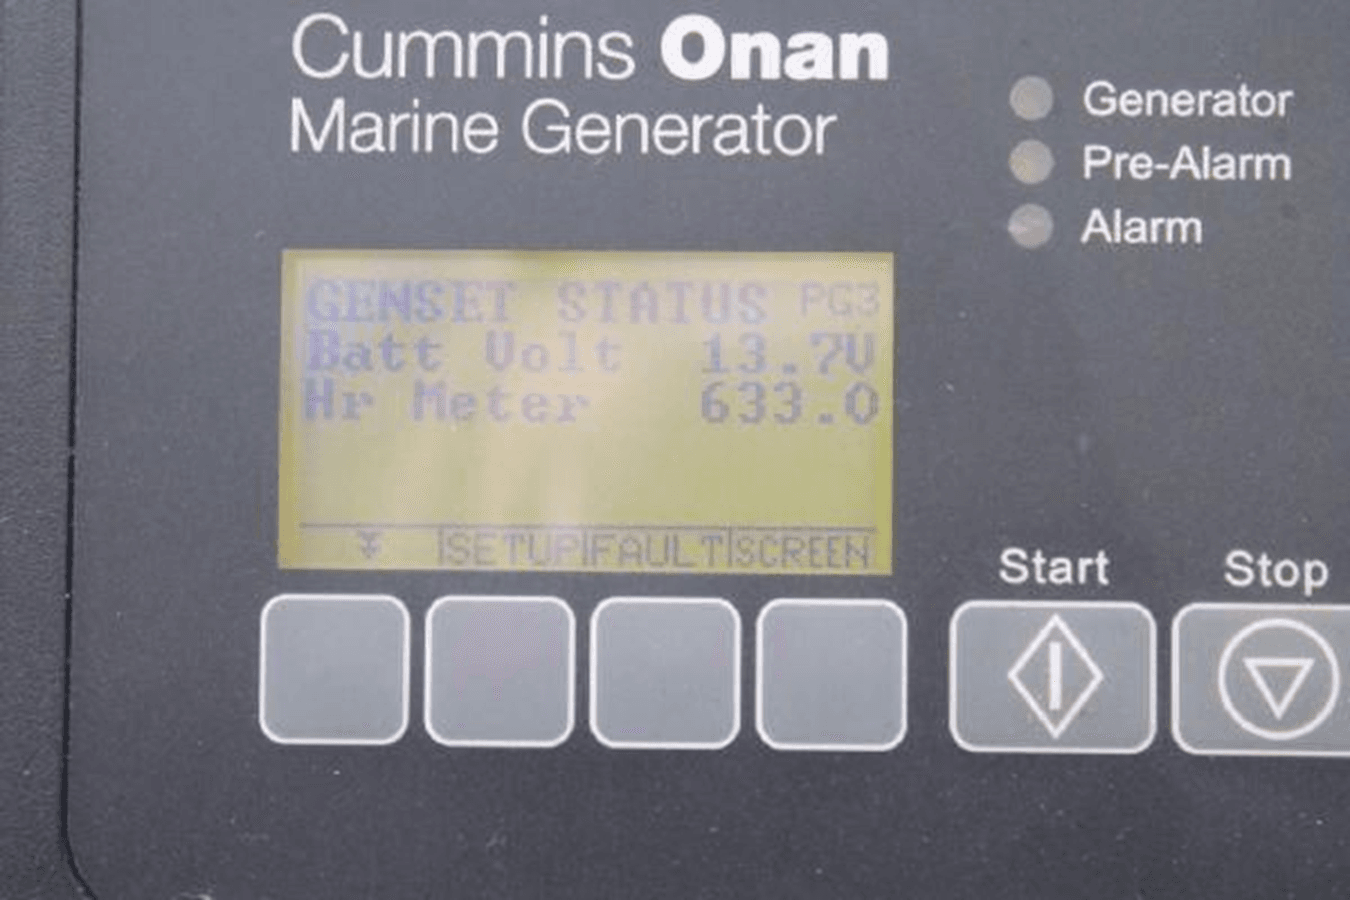 Cummins Onan
Marine Generator
Generator
Pre-Alarm
Alarm
GENSET STATUS PG3
Batt Volt 13.7V
Hr Meter 633.0
SETUP|FAULT|SCREEN
Start
Stop